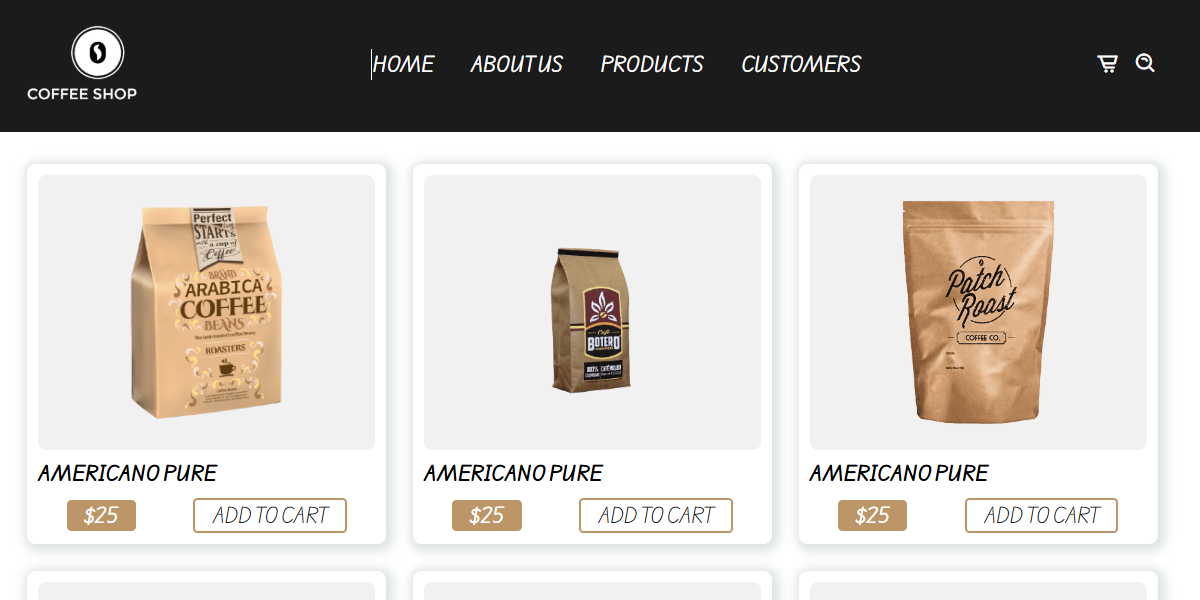 COFFEE SHOP
HOME ABOUT US PRODUCTS CUSTOMERS
Perfect
STARTS
with a cup of
Coffee
BRAND
ARABICA
COFFEE
BEANS
ROASTERS
Café
BOTERO
100%
Patch
Roast
COFFEE CO.
AMERICANO PURE
$25 ADD TO CART
AMERICANO PURE
$25 ADD TO CART
AMERICANO PURE
$25 ADD TO CART